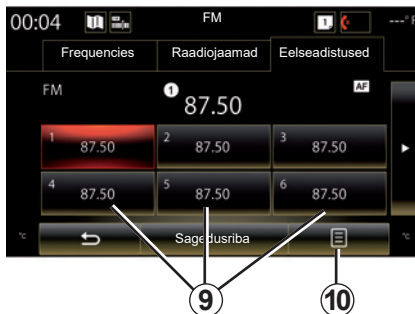 00:04 FM 1 ---° F
Frequencies Raadiojaamad Eelseadistused
FM 1 87.50 AF
1 87.50 2 87.50 3 87.50
4 87.50 5 87.50 6 87.50
°C Sagedusriba °C
9 10